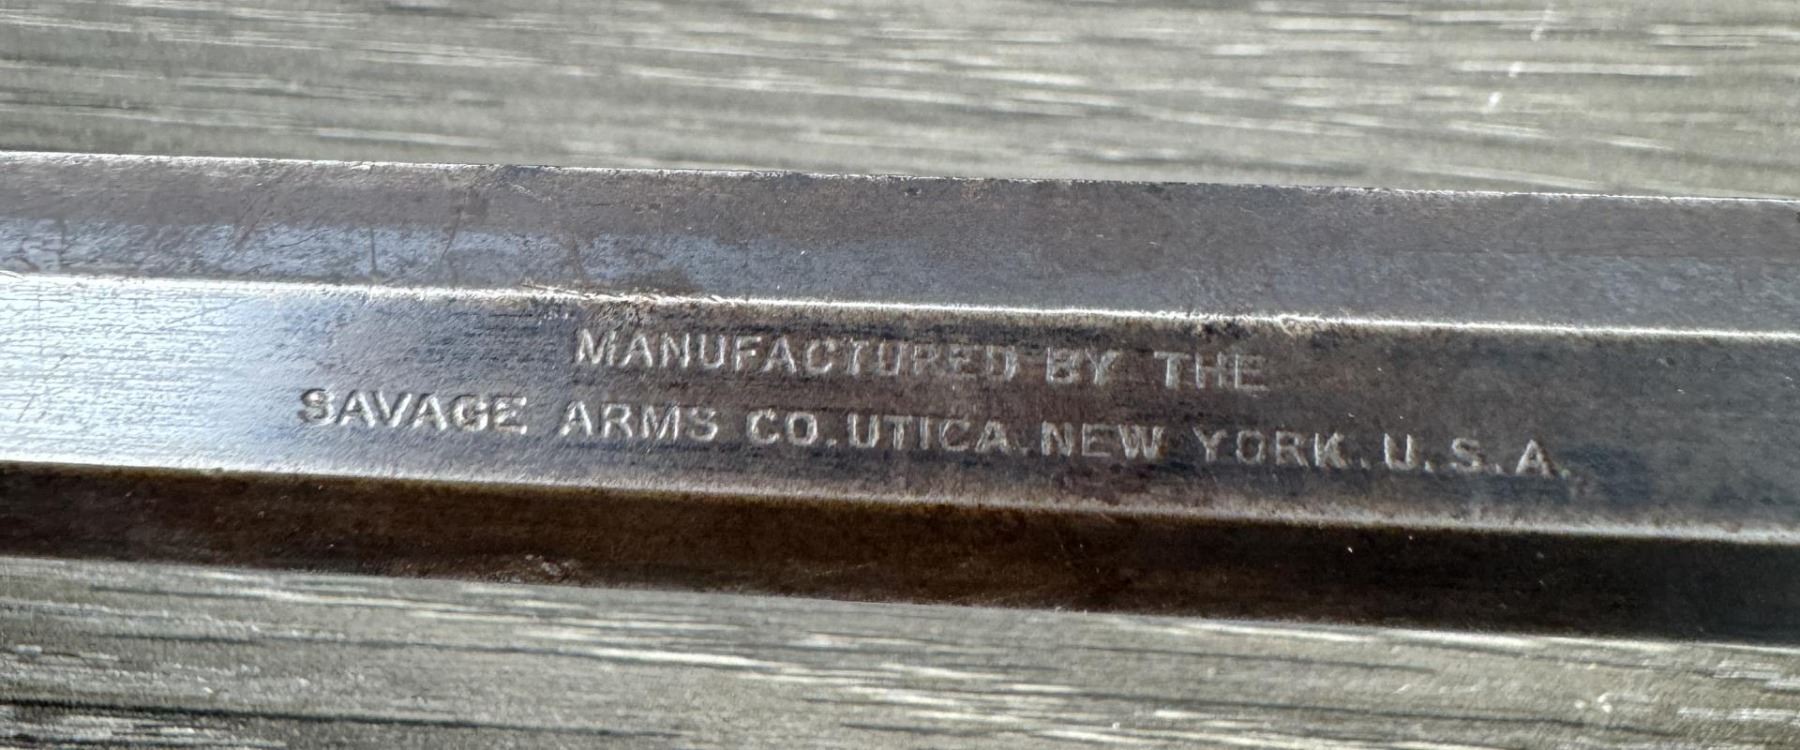 MANUFACTURED BY THE
SAVAGE ARMS CO. UTICA. NEW YORK. U.S.A.